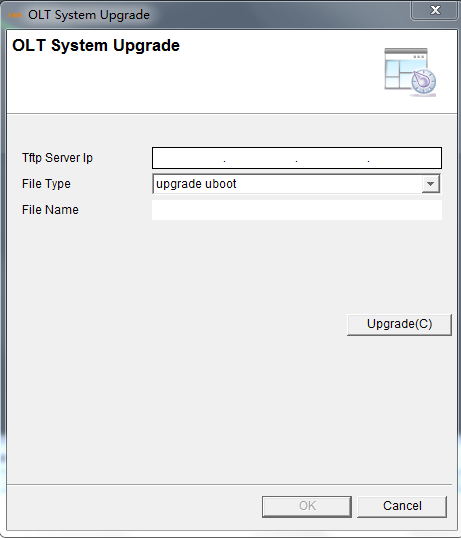 OLT System Upgrade
OLT System Upgrade
Tftp Server Ip . . .
File Type upgrade uboot
File Name
Upgrade(C)
OK Cancel